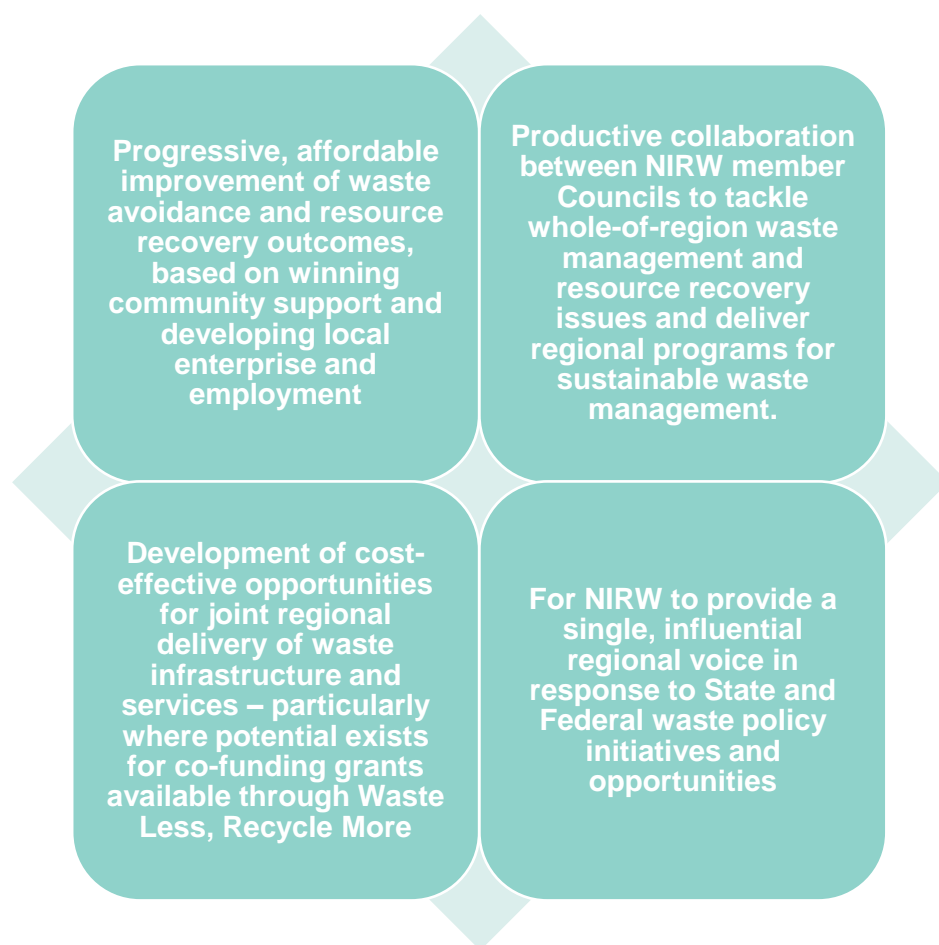 Progressive, affordable
improvement of waste
avoidance and resource
recovery outcomes,
based on winning
community support and
developing local
enterprise and
employment
Productive collaboration
between NIRW member
Councils to tackle
whole-of-region waste
management and
resource recovery
issues and deliver
regional programs for
sustainable waste
management.
Development of cost-
effective opportunities
for joint regional
delivery of waste
infrastructure and
services – particularly
where potential exists
for co-funding grants
available through Waste
Less, Recycle More
For NIRW to provide a
single, influential
regional voice in
response to State and
Federal waste policy
initiatives and
opportunities